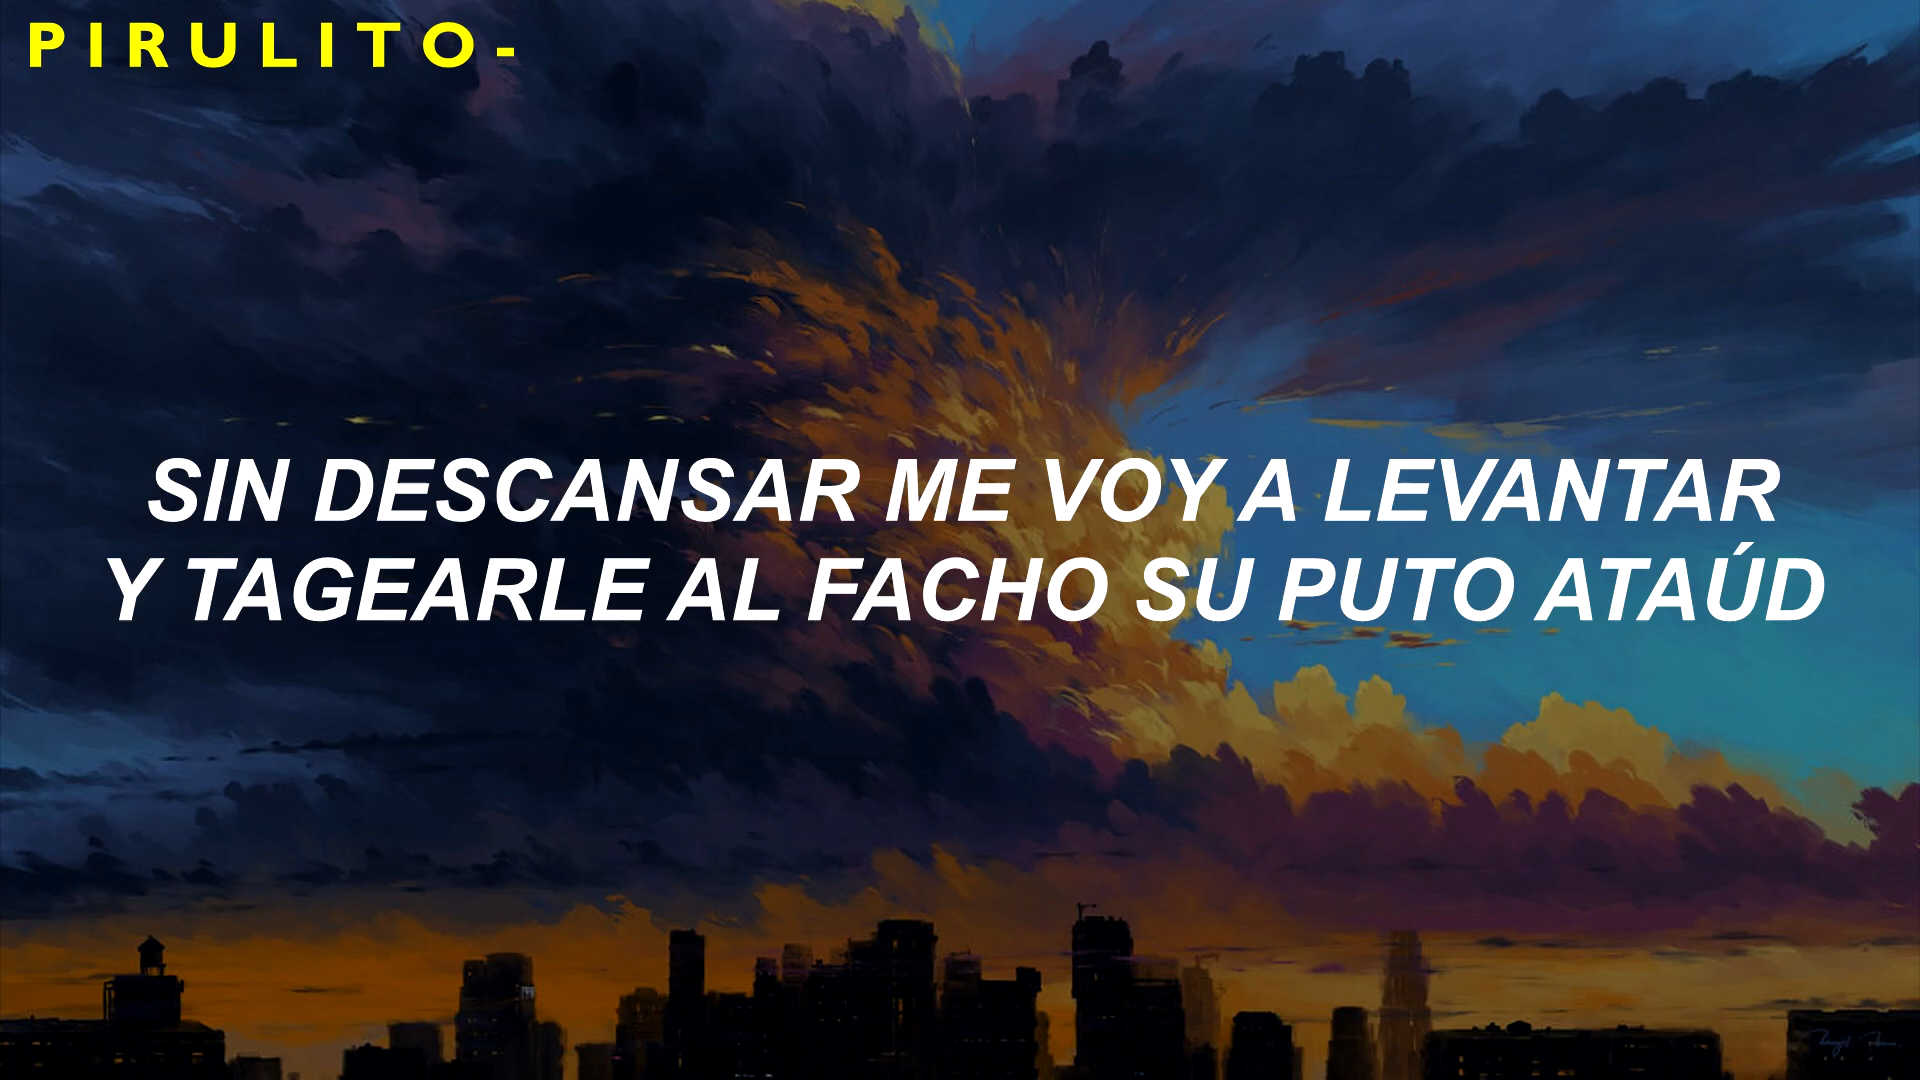 PIRULITO-
SIN DESCANSAR ME VOY A LEVANTAR
Y TAGEARLE AL FACHO SU PUTO ATAÚD